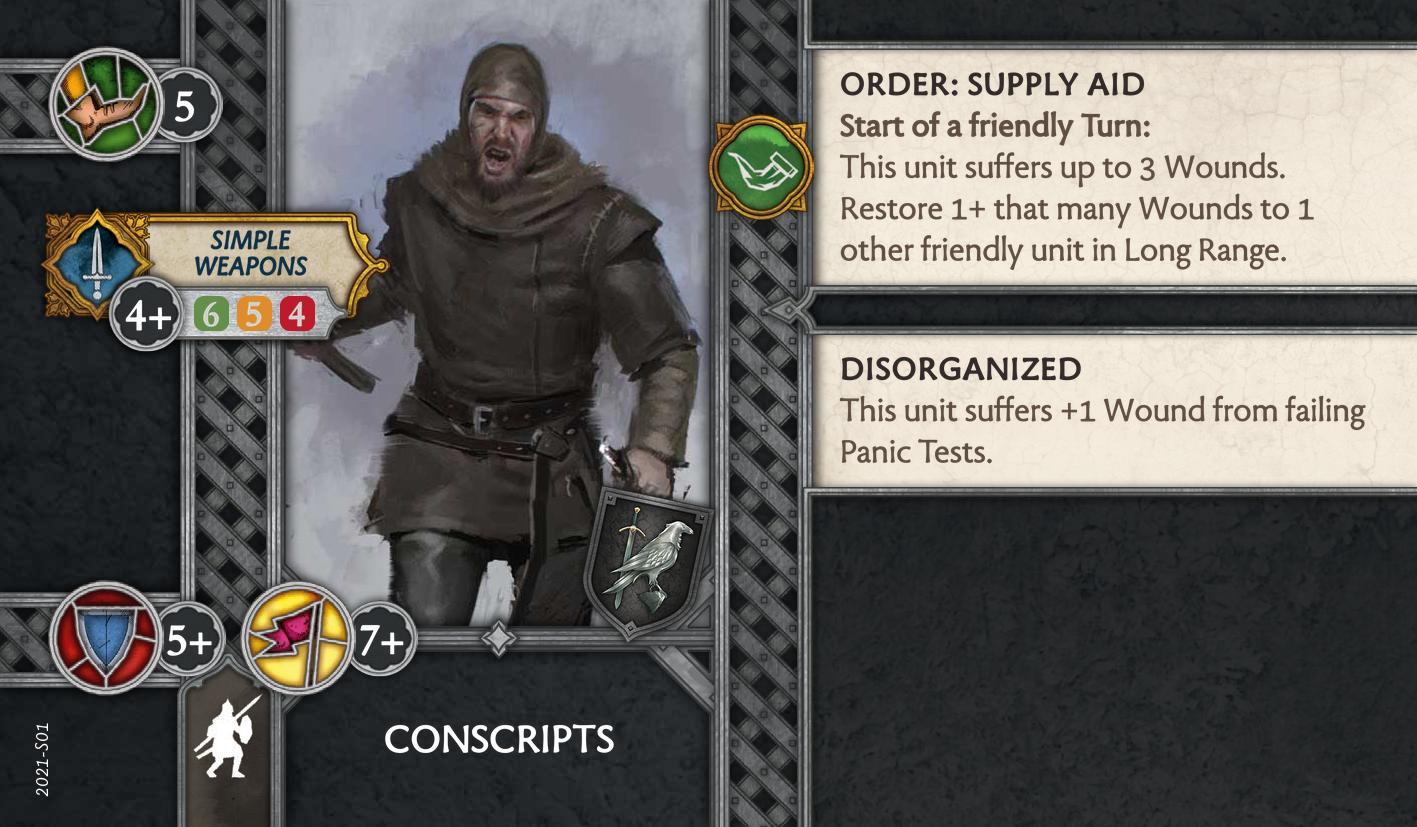 5
SIMPLE
WEAPONS
4+ 6 5 4
5+ 7+
CONSCRIPTS
2021-S01
ORDER: SUPPLY AID
Start of a friendly Turn:
This unit suffers up to 3 Wounds.
Restore 1+ that many Wounds to 1
other friendly unit in Long Range.
DISORGANIZED
This unit suffers +1 Wound from failing
Panic Tests.